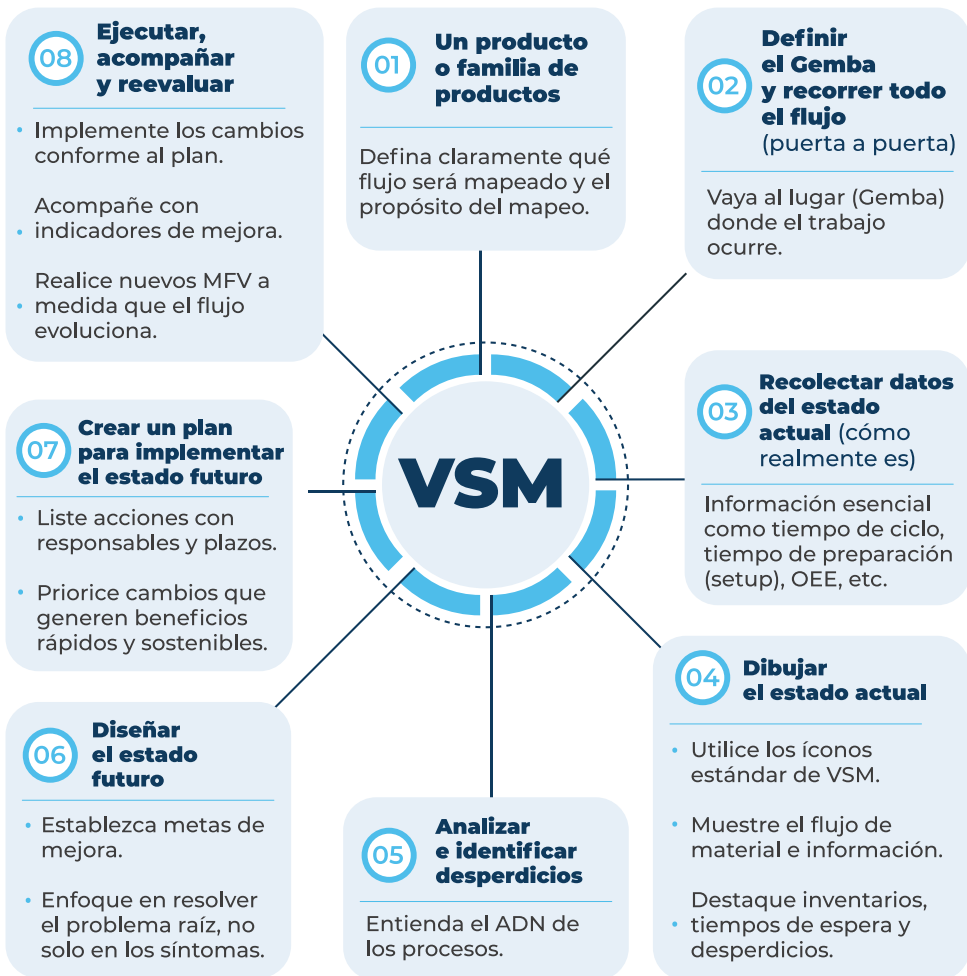 01
Un producto
o familia de
productos
Defina claramente qué
flujo será mapeado y el
propósito del mapeo.
02
Definir
el Gemba
y recorrer todo
el flujo
(puerta a puerta)
Vaya al lugar (Gemba)
donde el trabajo
ocurre.
03
Recolectar datos
del estado
actual (cómo
realmente es)
Información esencial
como tiempo de ciclo,
tiempo de preparación
(setup), OEE, etc.
04
Dibujar
el estado actual
• Utilice los íconos
estándar de VSM.
• Muestre el flujo de
material e información.
Destaque inventarios,
• tiempos de espera y
desperdicios.
05
Analizar
e identificar
desperdicios
Entienda el ADN de
los procesos.
06
Diseñar
el estado
futuro
• Establezca metas de
mejora.
• Enfoque en resolver
el problema raíz, no
solo en los síntomas.
07
Crear un plan
para implementar
el estado futuro
• Liste acciones con
responsables y plazos.
• Priorice cambios que
generen beneficios
rápidos y sostenibles.
08
Ejecutar,
acompañar
y reevaluar
• Implemente los cambios
conforme al plan.
Acompañe con
• indicadores de mejora.
Realice nuevos MFV a
• medida que el flujo
evoluciona.
VSM